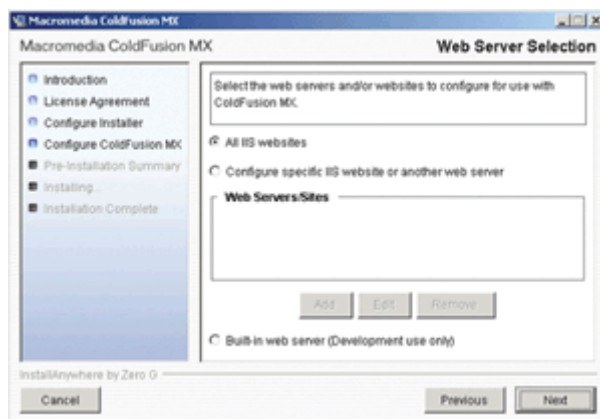 Macromedia ColdFusion MX
Macromedia ColdFusion MX
Web Server Selection
Introduction
License Agreement
Configure Installer
Configure ColdFusion MX
Pre-Installation Summary
Installing...
Installation Complete
Select the web servers and/or websites to configure for use with
ColdFusion MX.
All IIS websites
Configure specific IIS website or another web server
Web Servers/Sites
Add Edit Remove
Built-in web server (Development use only)
InstallAnywhere by Zero G
Cancel Previous Next